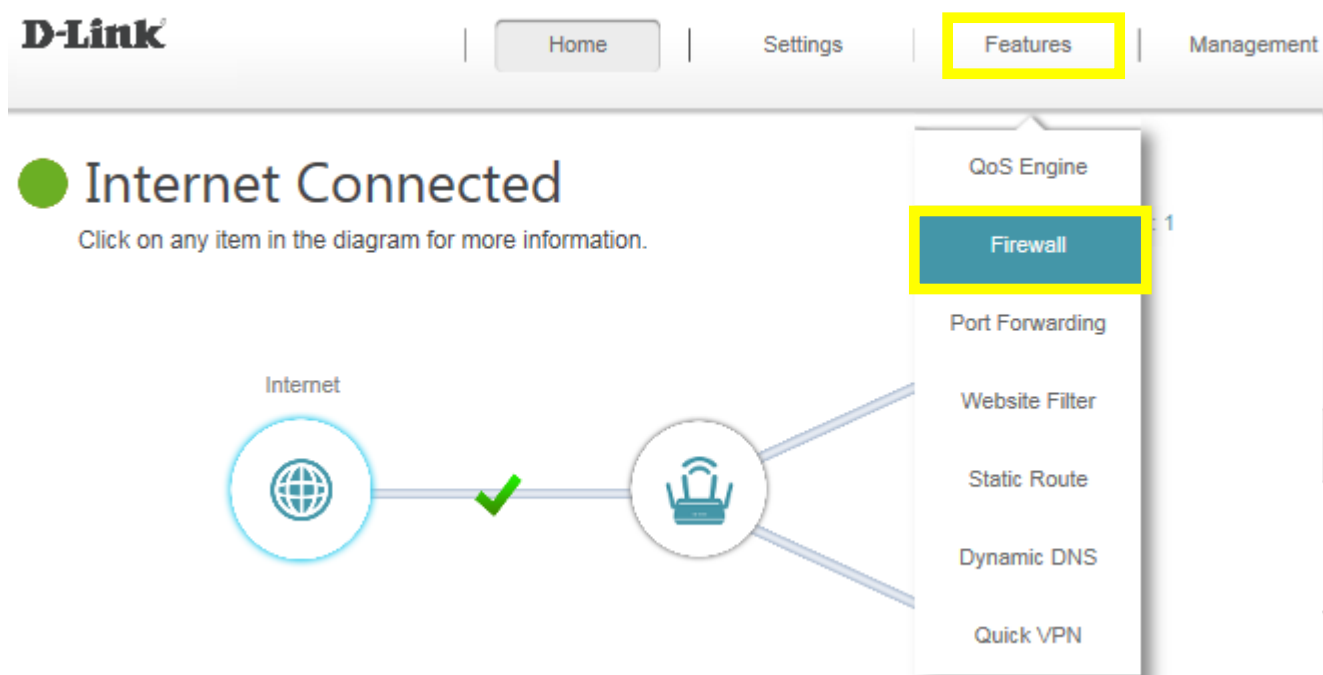 D-Link
Home
Settings
Features
Management
Internet Connected
Click on any item in the diagram for more information.
QoS Engine
Firewall
: 1
Port Forwarding
Internet
Website Filter
Static Route
Dynamic DNS
Quick VPN